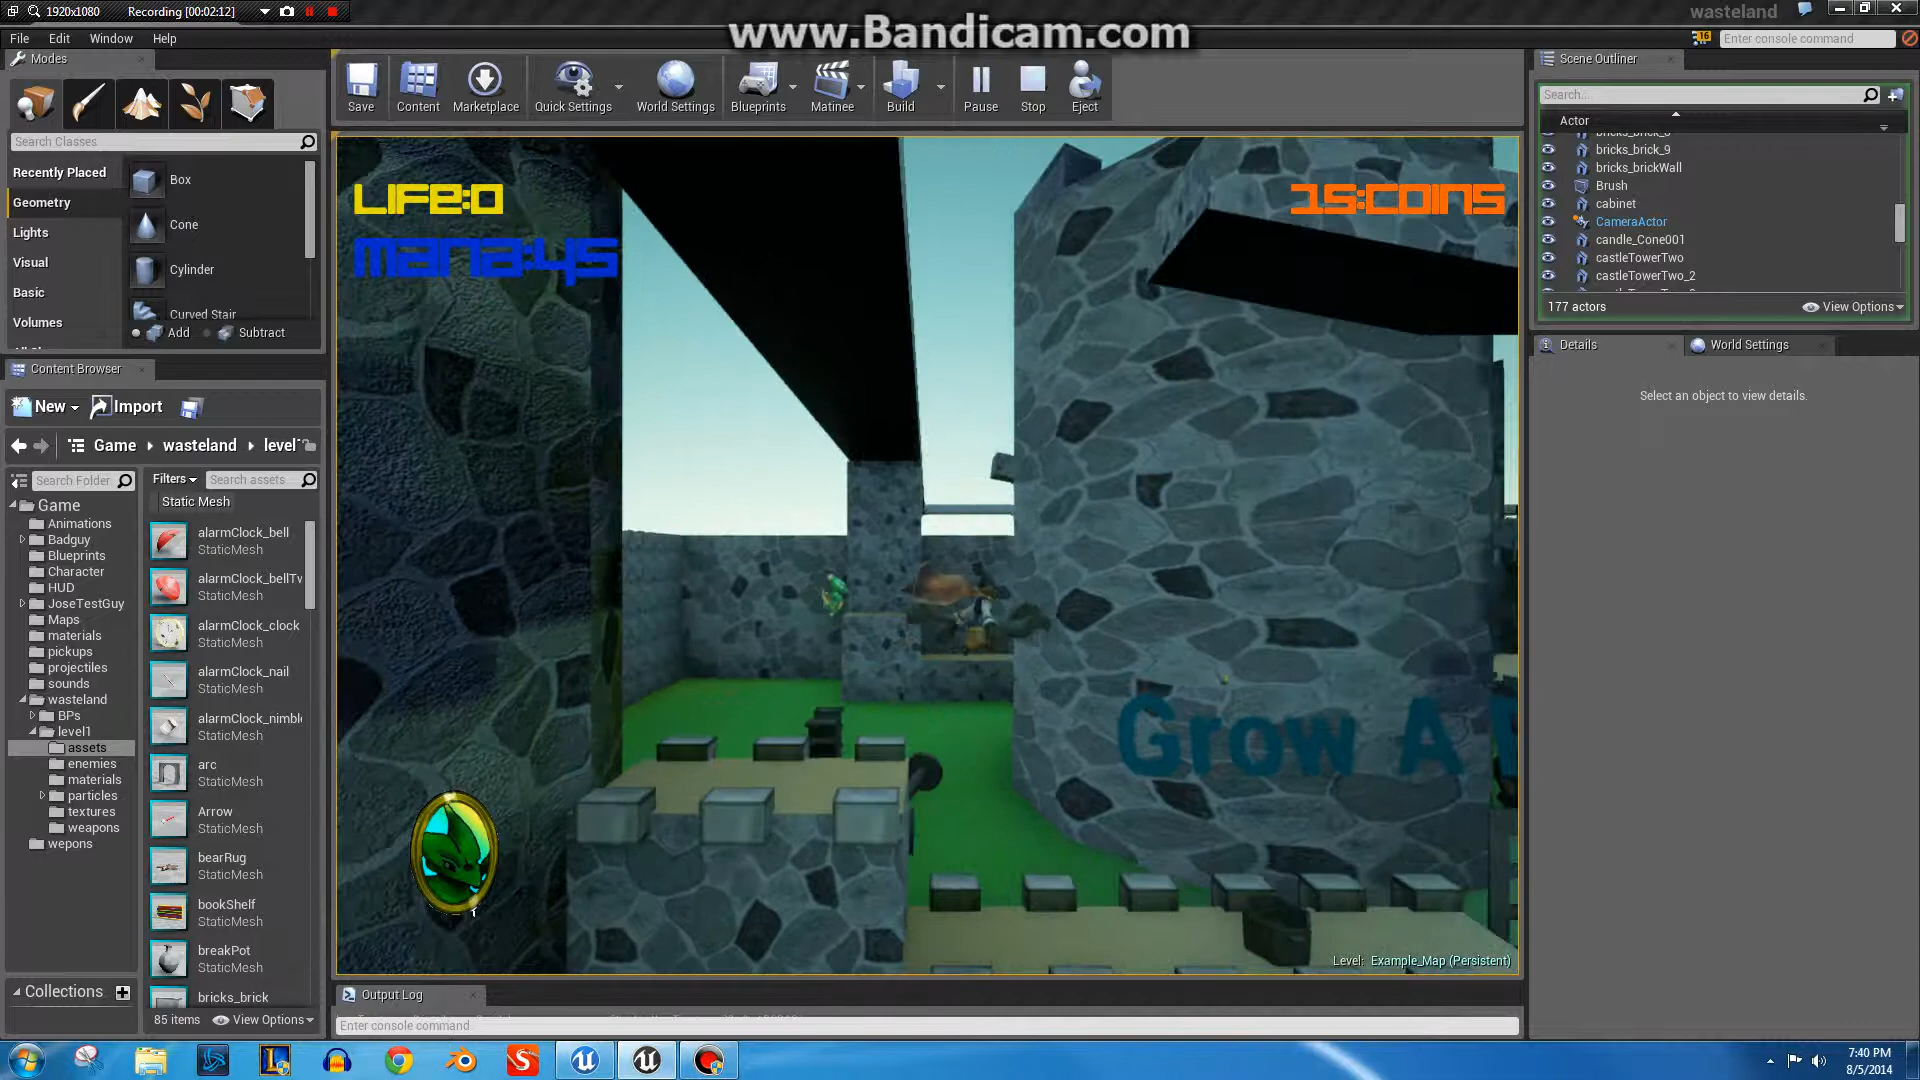 1920x1080 Recording [00:02:12]
www.Bandicam.com
wasteland
File Edit Window Help
16 Enter console command
Modes
Save Content Marketplace Quick Settings World Settings Blueprints Matinee Build Pause Stop Eject
Scene Outliner
Search...
Search Classes
Actor
Recently Placed
Geometry
Lights
Visual
Basic
Volumes
Box
Cone
Cylinder
Curved Stair
Add Subtract
bricks_brick_9
bricks_brickWall
Brush
cabinet
CameraActor
candle_Cone001
castleTowerTwo
castleTowerTwo_2
177 actors View Options
Details World Settings
Select an object to view details.
LIFE:0
15:COINS
MANA:45
Content Browser
New Import
Game wasteland level
Search Folder
Filters Search assets
Static Mesh
Game
Animations
Badguy
Blueprints
Character
HUD
JoseTestGuy
Maps
materials
pickups
projectiles
sounds
wasteland
BPs
level1
assets
enemies
materials
particles
textures
weapons
wepons
alarmClock_bell
StaticMesh
alarmClock_bellTv
StaticMesh
alarmClock_clock
StaticMesh
alarmClock_nail
StaticMesh
alarmClock_nimble
StaticMesh
arc
StaticMesh
Arrow
StaticMesh
bearRug
StaticMesh
bookShelf
StaticMesh
breakPot
StaticMesh
bricks_brick
Grow A
Level: Example_Map (Persistent)
Collections
85 items View Options
Output Log
Enter console command
7:40 PM
8/5/2014